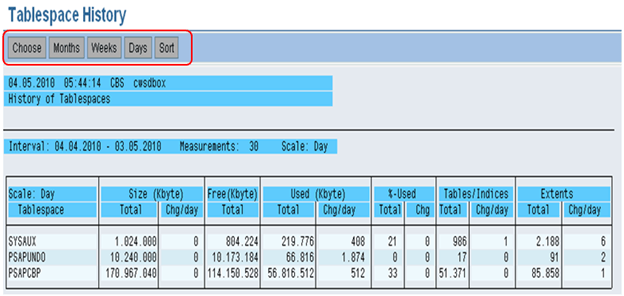 Tablespace History
Choose Months Weeks Days Sort
04.05.2010 05:44:14 CBS cwsdbox
History of Tablespaces
Interval: 04.04.2010 - 03.05.2010 Measurements: 30 Scale: Day
Scale: Day Size (Kbyte) Free(Kbyte) Used (Kbyte) %-Used Tables/Indices Extents
Tablespace Total Chg/day Total Total Chg/day Total Chg Total Chg/day Total Chg/day
SYSAUX 1.024.000 0 804.224 219.776 408 21 0 986 1 2.188 6
PSAPUNDO 10.240.000 0 10.173.184 66.816 1.874 0 0 17 0 91 2
PSAPCBP 170.967.040 0 114.150.528 56.816.512 512 33 0 51.371 0 85.858 1